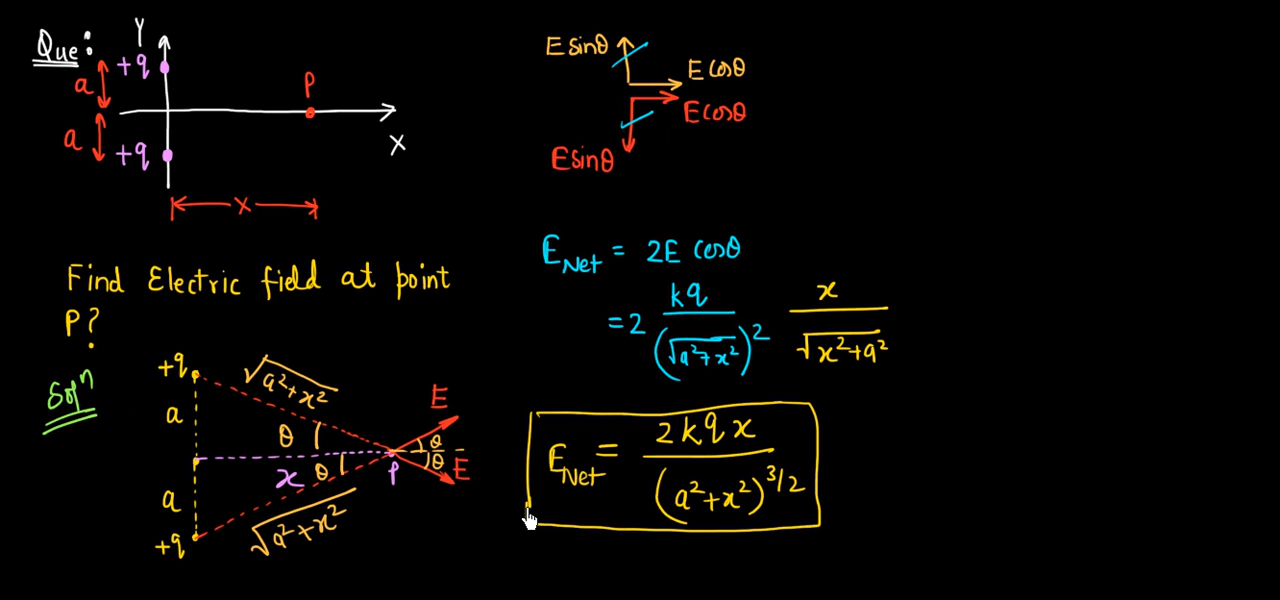 Que:
Y
+q
a
P
a
+q
X
x
Find Electric field at point
P?
Solⁿ
+q
√a²+x²
a
θ
E
θ
x
θ
P
θ
E
a
√a²+x²
+q
E sinθ
E cosθ
E cosθ
E sinθ
E_Net = 2E cosθ
= 2 kq/(√a²+x²)² x/√x²+a²
E_Net = 2kqx/(a²+x²)^3/2